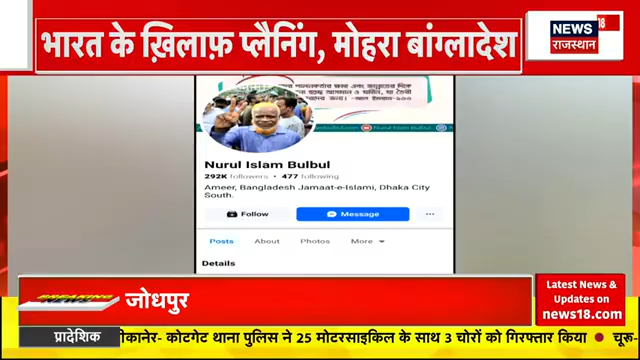 भारत के ख़िलाफ़ प्लैनिंग, मोहरा बांग्लादेश
NEWS 18
राजस्थान
Nurul Islam Bulbul
292K followers • 477 following
Ameer, Bangladesh Jamaat-e-Islami, Dhaka City
South.
Follow
Message
...
Posts
About
Photos
More
Details
BREAKING NEWS
जोधपुर
Latest News &
Updates on
news18.com
प्रादेशिक
ीकानेर- कोटगेट थाना पुलिस ने 25 मोटरसाइकिल के साथ 3 चोरों को गिरफ्तार किया
चूरू-